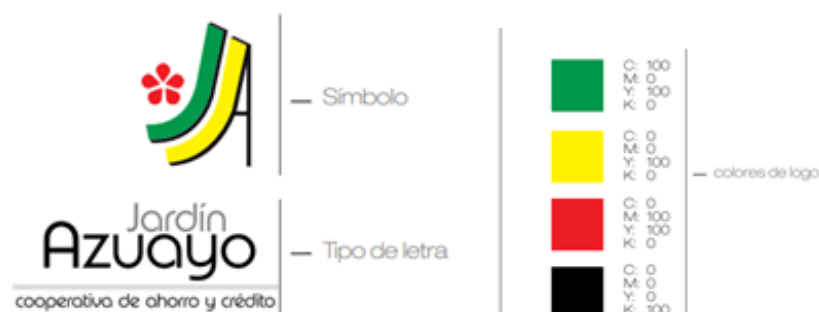 Símbolo
Jardín
Azuayo
cooperativa de ahorro y crédito
Tipo de letra
C: 100
M: 0
Y: 100
K: 0
C: 0
M: 0
Y: 100
K: 0
C: 0
M: 100
Y: 100
K: 0
C: 0
M: 0
Y: 0
K: 100
colores de logo